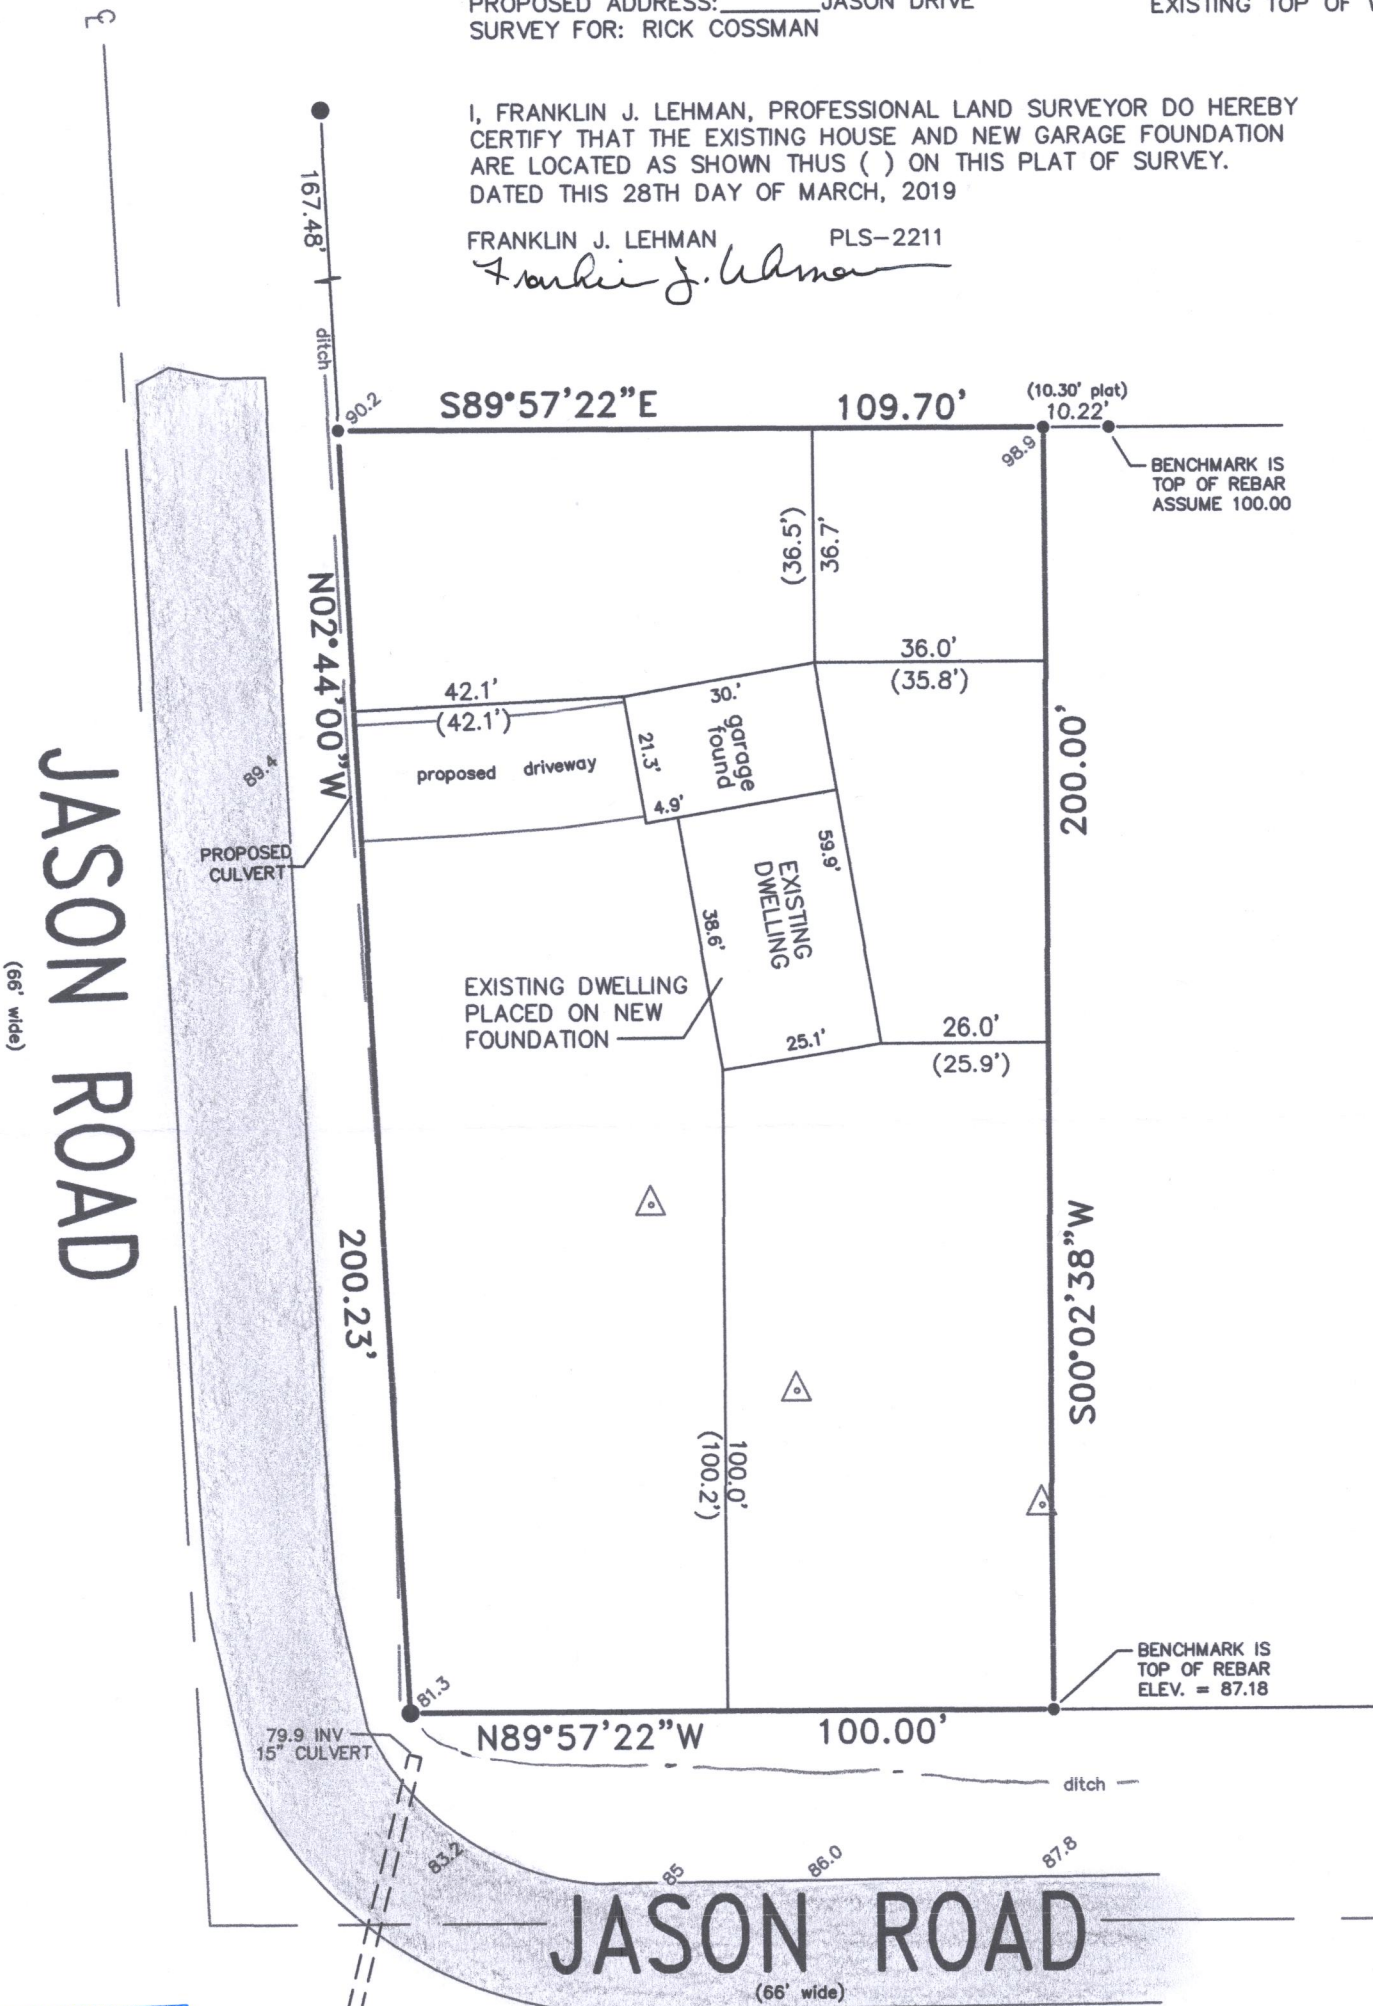 PROPOSED ADDRESS:________JASON DRIVE
SURVEY FOR: RICK COSSMAN
EXISTING TOP OF
I, FRANKLIN J. LEHMAN, PROFESSIONAL LAND SURVEYOR DO HEREBY
CERTIFY THAT THE EXISTING HOUSE AND NEW GARAGE FOUNDATION
ARE LOCATED AS SHOWN THUS ( ) ON THIS PLAT OF SURVEY.
DATED THIS 28TH DAY OF MARCH, 2019
FRANKLIN J. LEHMAN PLS-2211
Franklin J. Lehman
167.48'
ditch
90.2
S89°57'22"E
109.70'
(10.30' plat)
10.22'
98.9
BENCHMARK IS
TOP OF REBAR
ASSUME 100.00
(36.5')
36.7'
36.0'
(35.8')
N02°44'00"W
42.1'
(42.1')
30.'
garage
found
21.3'
4.9'
proposed driveway
200.00'
89.4
PROPOSED
CULVERT
59.9'
EXISTING
DWELLING
38.6'
EXISTING DWELLING
PLACED ON NEW
FOUNDATION
25.1'
26.0'
(25.9')
JASON ROAD
(66' wide)
200.23'
S00°02'38"W
100.0'
(100.2')
BENCHMARK IS
TOP OF REBAR
ELEV. = 87.18
81.3
N89°57'22"W
100.00'
79.9 INV
15" CULVERT
ditch
83.2
85
86.0
87.8
JASON ROAD
(66' wide)